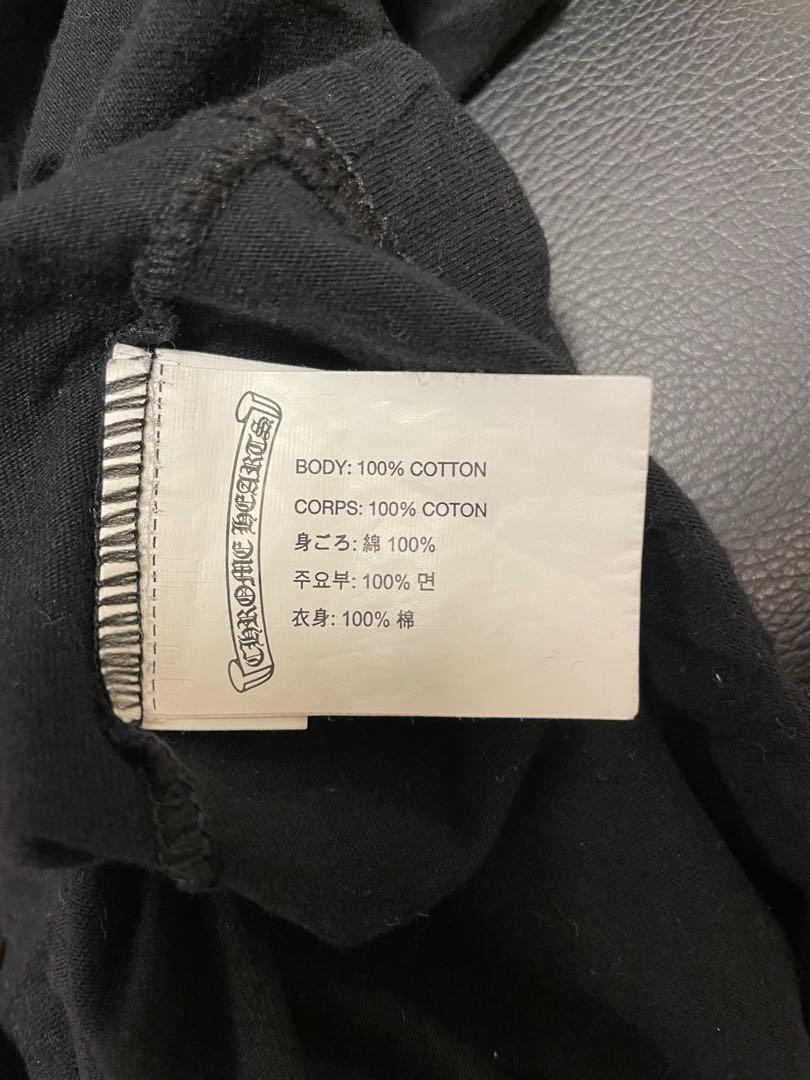 CHROME HEARTS
BODY: 100% COTTON
CORPS: 100% COTON
身ごろ: 綿 100%
주요부: 100% 면
衣身: 100% 棉